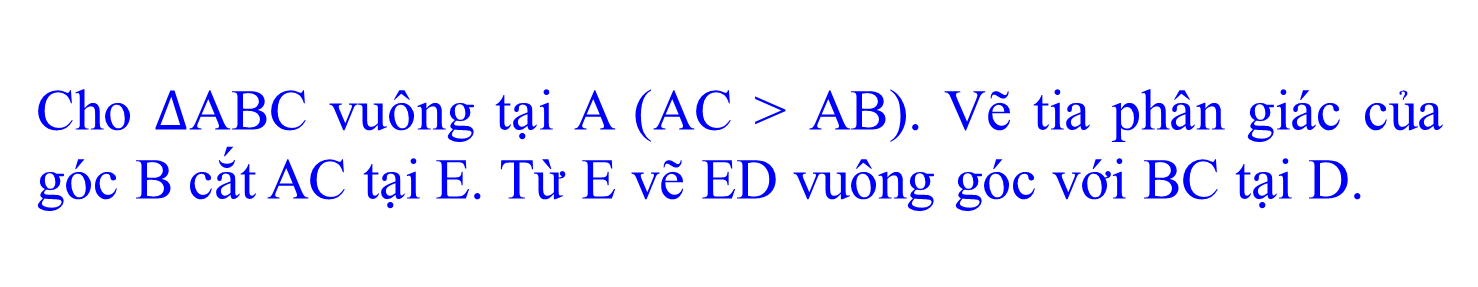 Cho ΔABC vuông tại A (AC > AB). Vẽ tia phân giác của
góc B cắt AC tại E. Từ E vẽ ED vuông góc với BC tại D.